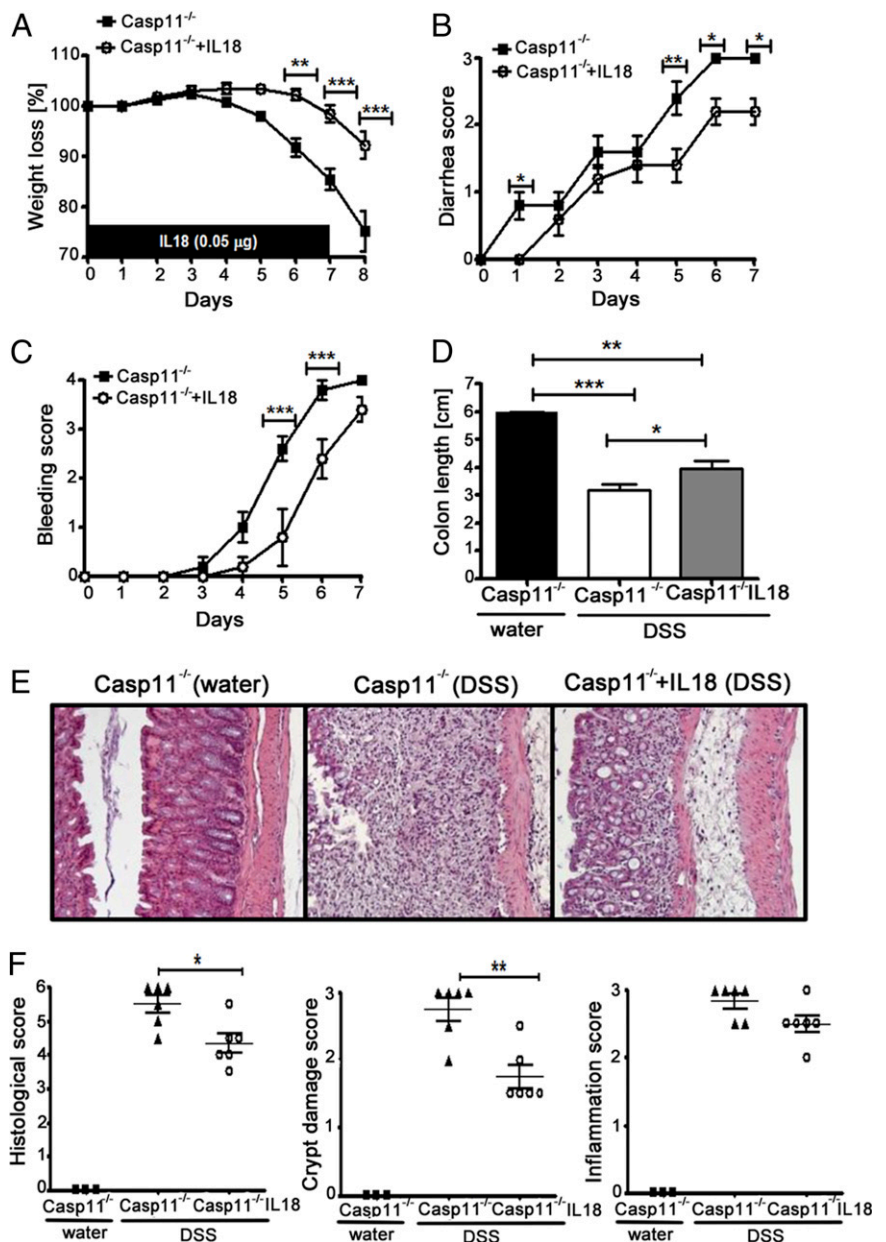 A
Casp11-/-
Casp11-/-+IL18
Weight loss [%]
110
100
90
80
70
** *** ***
IL18 (0.05 µg)
0 1 2 3 4 5 6 7 8
Days
B
Casp11-/-
Casp11-/-+IL18
Diarrhea score
3
2
1
0
* ** * *
0 1 2 3 4 5 6 7
Days
C
Casp11-/-
Casp11-/-+IL18
Bleeding score
4
3
2
1
0
*** ***
0 1 2 3 4 5 6 7
Days
D
Colon length [cm]
6
5
4
3
2
1
0
**
***
*
Casp11-/- Casp11-/- Casp11-/-IL18
water DSS
E
Casp11-/- (water) Casp11-/- (DSS) Casp11-/-+IL18 (DSS)
F
Histological score
6
5
4
3
2
1
0
*
Casp11-/- Casp11-/- Casp11-/-IL18
water DSS
Crypt damage score
3
2
1
0
**
Casp11-/- Casp11-/- Casp11-/-IL18
water DSS
Inflammation score
3
2
1
0
Casp11-/- Casp11-/- Casp11-/-IL18
water DSS